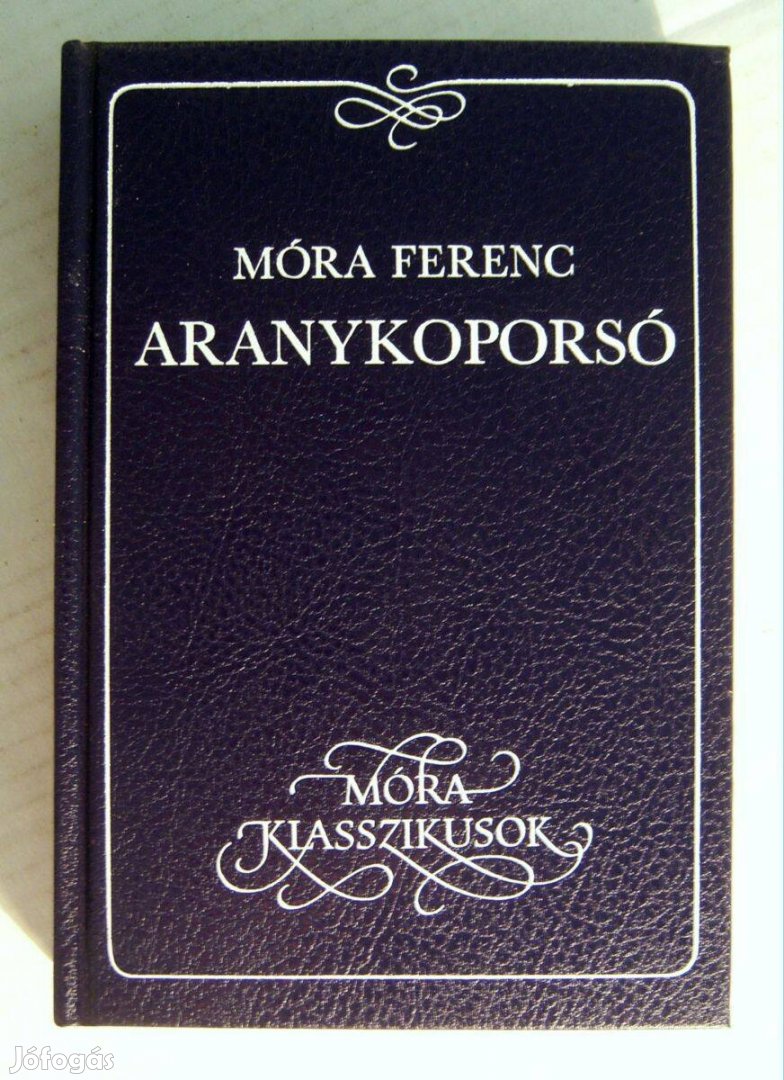 MÓRA FERENC
ARANYKOPORSÓ
MÓRA
KLASSZIKUSOK
Jófogás